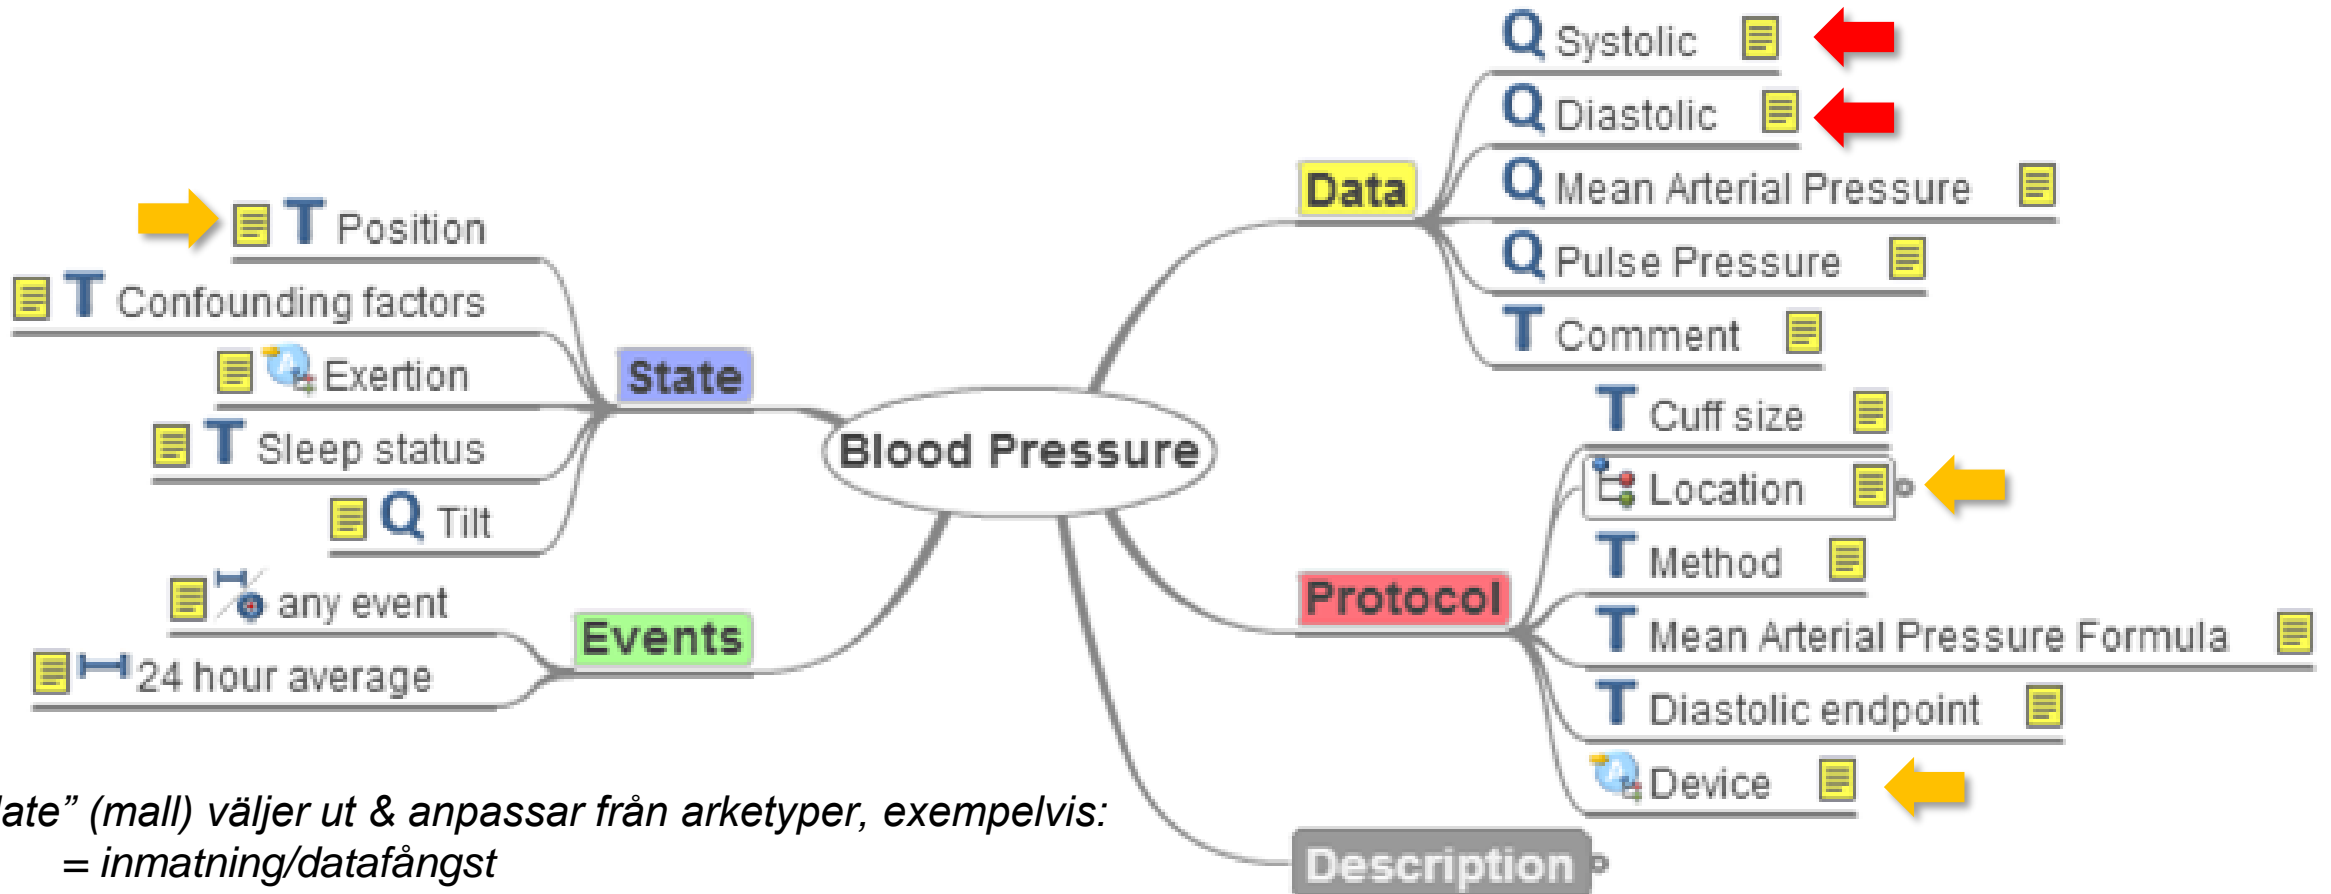 Blood Pressure
Data
Q Systolic
Q Diastolic
Q Mean Arterial Pressure
Q Pulse Pressure
T Comment
Protocol
T Cuff size
Location
T Method
T Mean Arterial Pressure Formula
T Diastolic endpoint
Device
Description
State
T Position
T Confounding factors
A Exertion
T Sleep status
Q Tilt
Events
any event
24 hour average
late” (mall) väljer ut & anpassar från arketyper, exempelvis:
= inmatning/datafångst